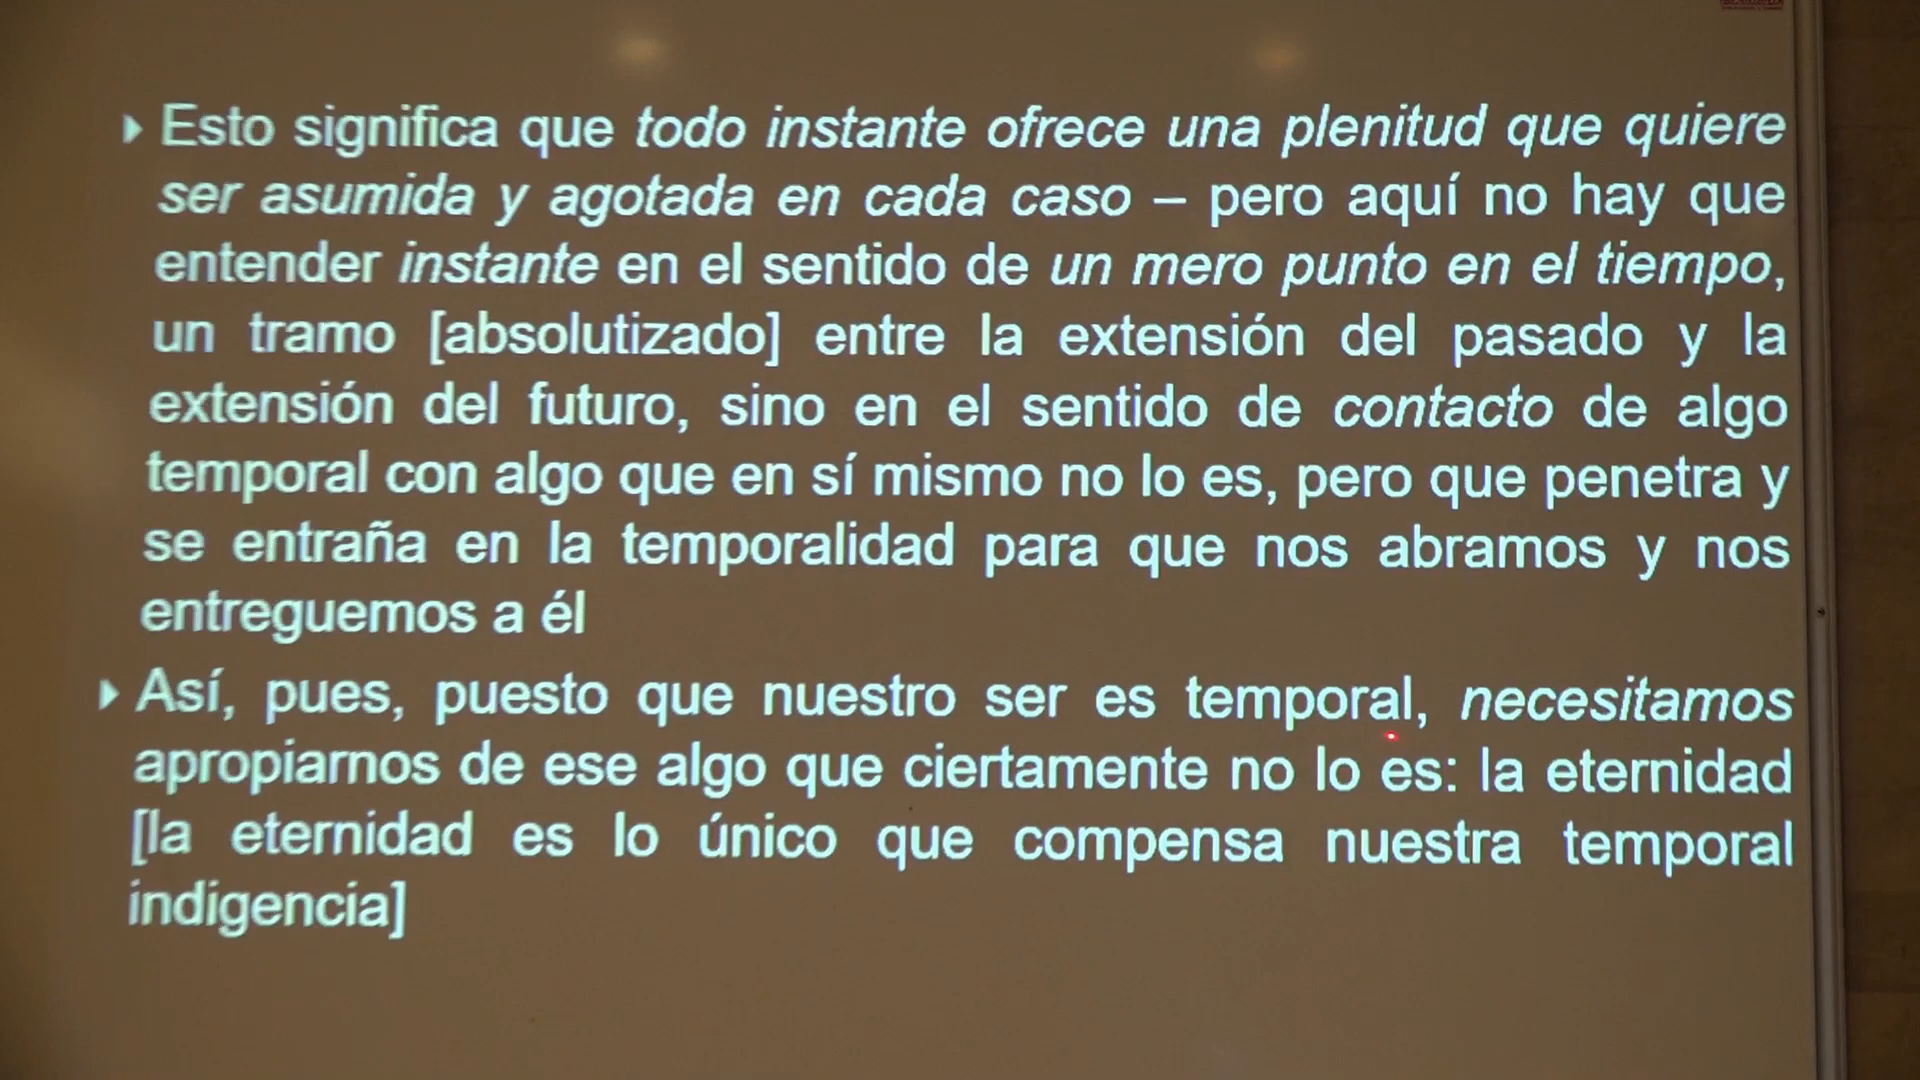 Esto significa que todo instante ofrece una plenitud que quiere
ser asumida y agotada en cada caso – pero aquí no hay que
entender instante en el sentido de un mero punto en el tiempo,
un tramo [absolutizado] entre la extensión del pasado y la
extensión del futuro, sino en el sentido de contacto de algo
temporal con algo que en sí mismo no lo es, pero que penetra y
se entraña en la temporalidad para que nos abramos y nos
entreguemos a él
Así, pues, puesto que nuestro ser es temporal, necesitamos
apropiarnos de ese algo que ciertamente no lo es: la eternidad
[la eternidad es lo único que compensa nuestra temporal
indigencia]